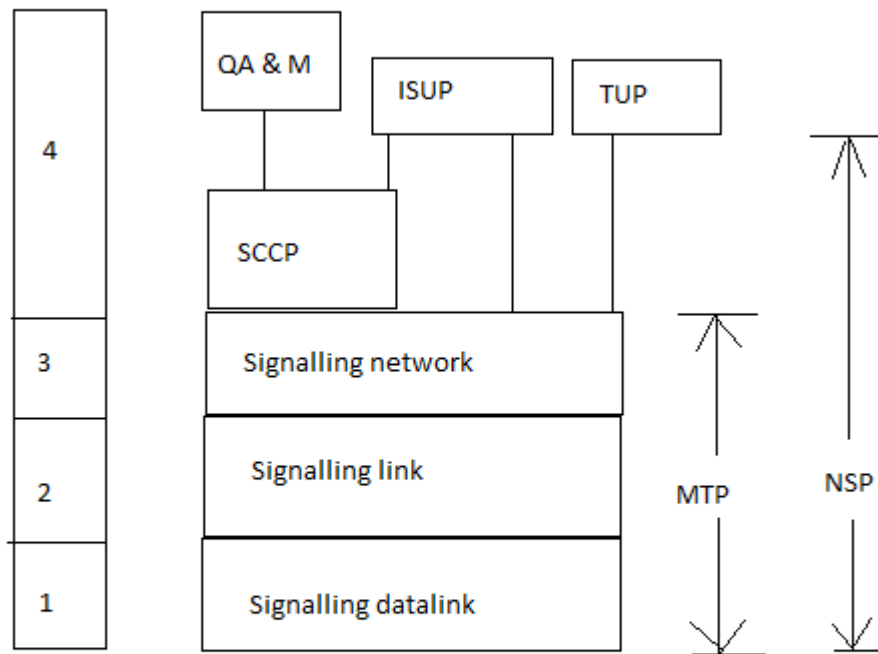 QA & M
ISUP
TUP
4
SCCP
3
Signalling network
2
Signalling link
MTP
NSP
1
Signalling datalink